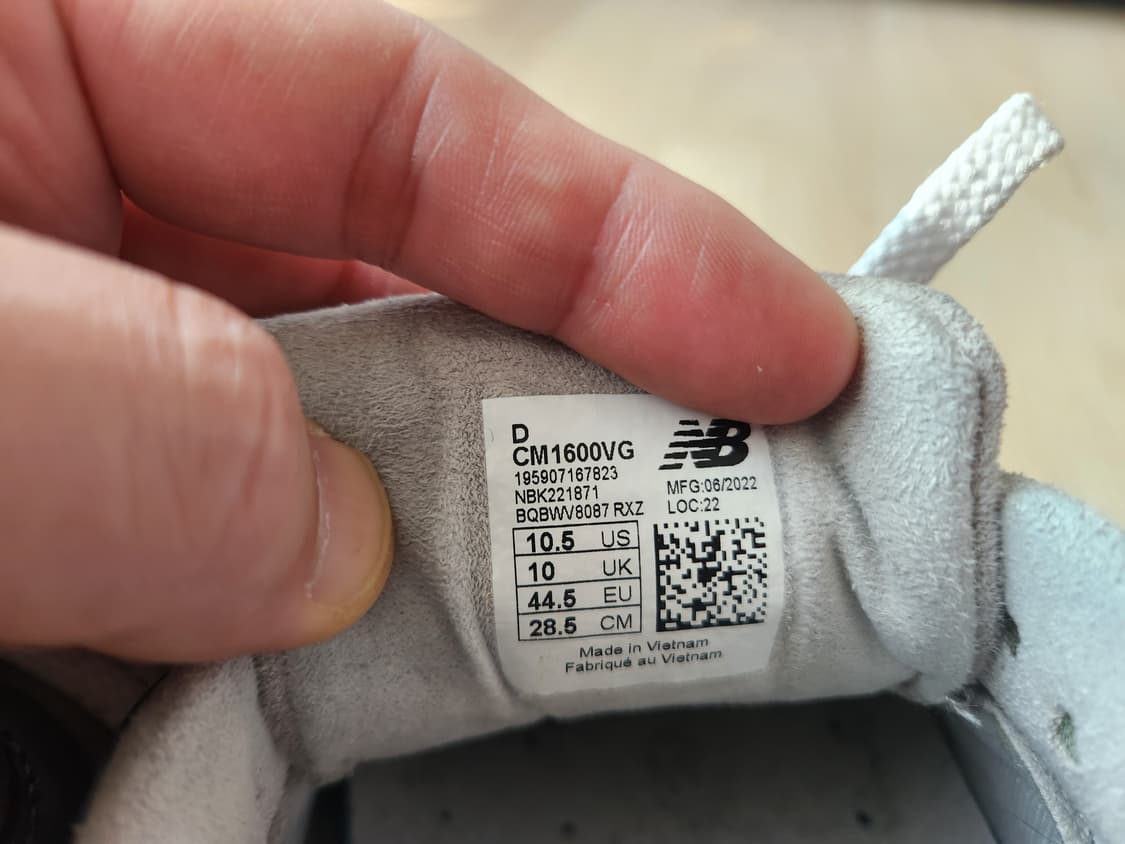 D
CM1600VG
195907167823
NBK221871
BQBWV8087 RXZ
NB
MFG:06/2022
LOC:22
10.5 US
10 UK
44.5 EU
28.5 CM
Made in Vietnam
Fabriqué au Vietnam